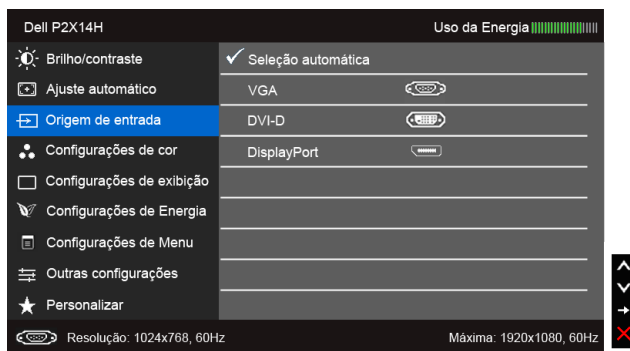 Dell P2X14H Uso da Energia
Brilho/contraste Seleção automática
Ajuste automático VGA
Origem de entrada DVI-D
Configurações de cor DisplayPort
Configurações de exibição
Configurações de Energia
Configurações de Menu
Outras configurações
Personalizar
Resolução: 1024x768, 60Hz Máxima: 1920x1080, 60Hz